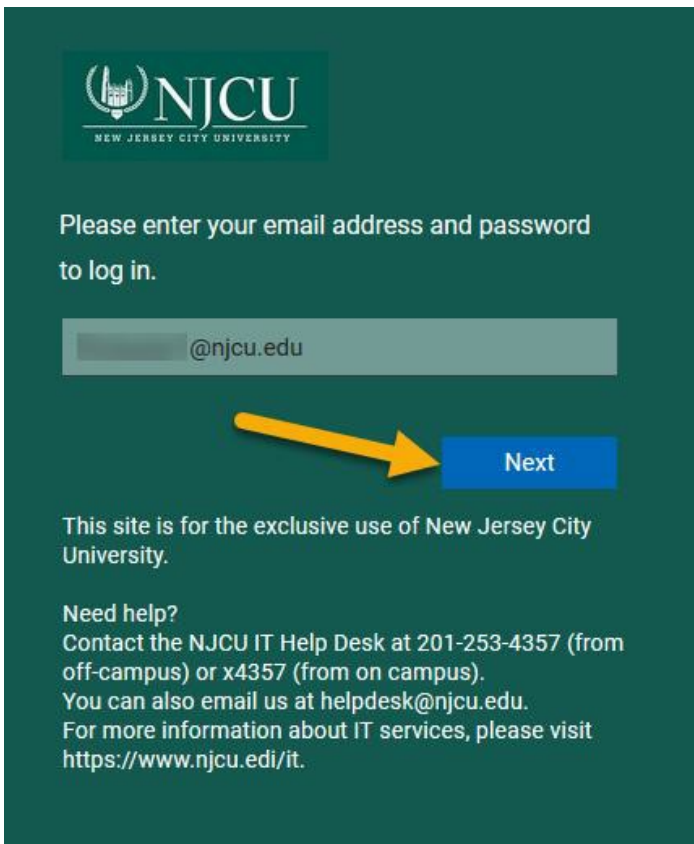 NJCU
NEW JERSEY CITY UNIVERSITY
Please enter your email address and password
to log in.
@njcu.edu
Next
This site is for the exclusive use of New Jersey City
University.
Need help?
Contact the NJCU IT Help Desk at 201-253-4357 (from
off-campus) or x4357 (from on campus).
You can also email us at helpdesk@njcu.edu.
For more information about IT services, please visit
https://www.njcu.edi/it.